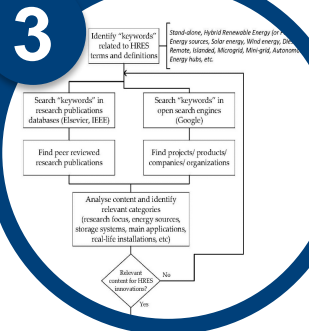 3
Identify "keywords"
related to HRES
terms and definitions
Stand-alone, Hybrid Renewable Energy (or
Energy sources, Solar energy, Wind energy,
Remote, Islanded, Microgrid, Mini-grid,
Energy hubs, etc.
Search "keywords" in
research publications
databases (Elsevier, IEEE)
Search "keywords" in
open search engines
(Google)
Find peer reviewed
research publications
Find projects/ products/
companies/ organizations
Analyse content and identify
relevant categories
(research focus, energy sources,
storage systems, main applications,
real-life installations, etc)
Relevant
content for HRES
innovations?
No
Yes